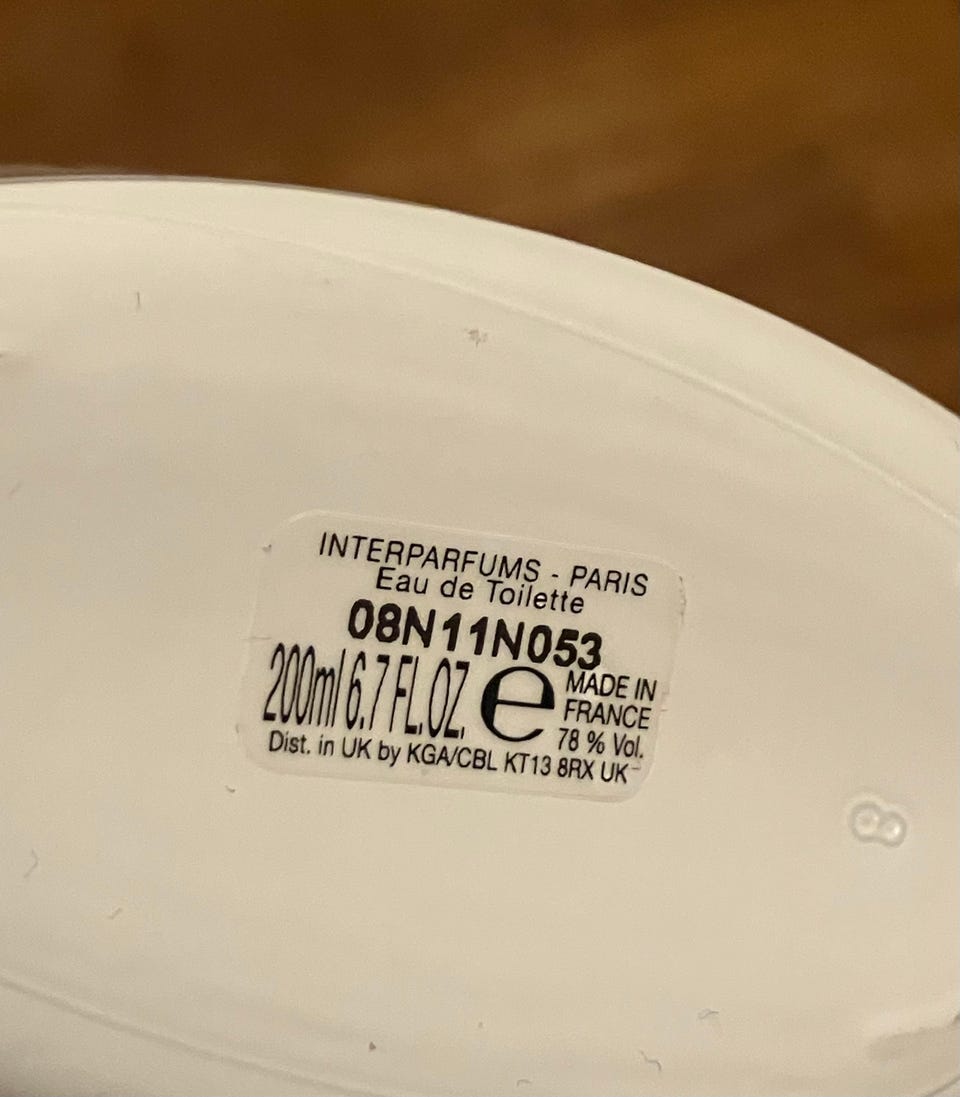 INTERPARFUMS - PARIS
Eau de Toilette
08N11N053
200ml 6.7 FL.OZ. e MADE IN
FRANCE
78 % Vol.
Dist. in UK by KGA/CBL KT13 8RX UK
8